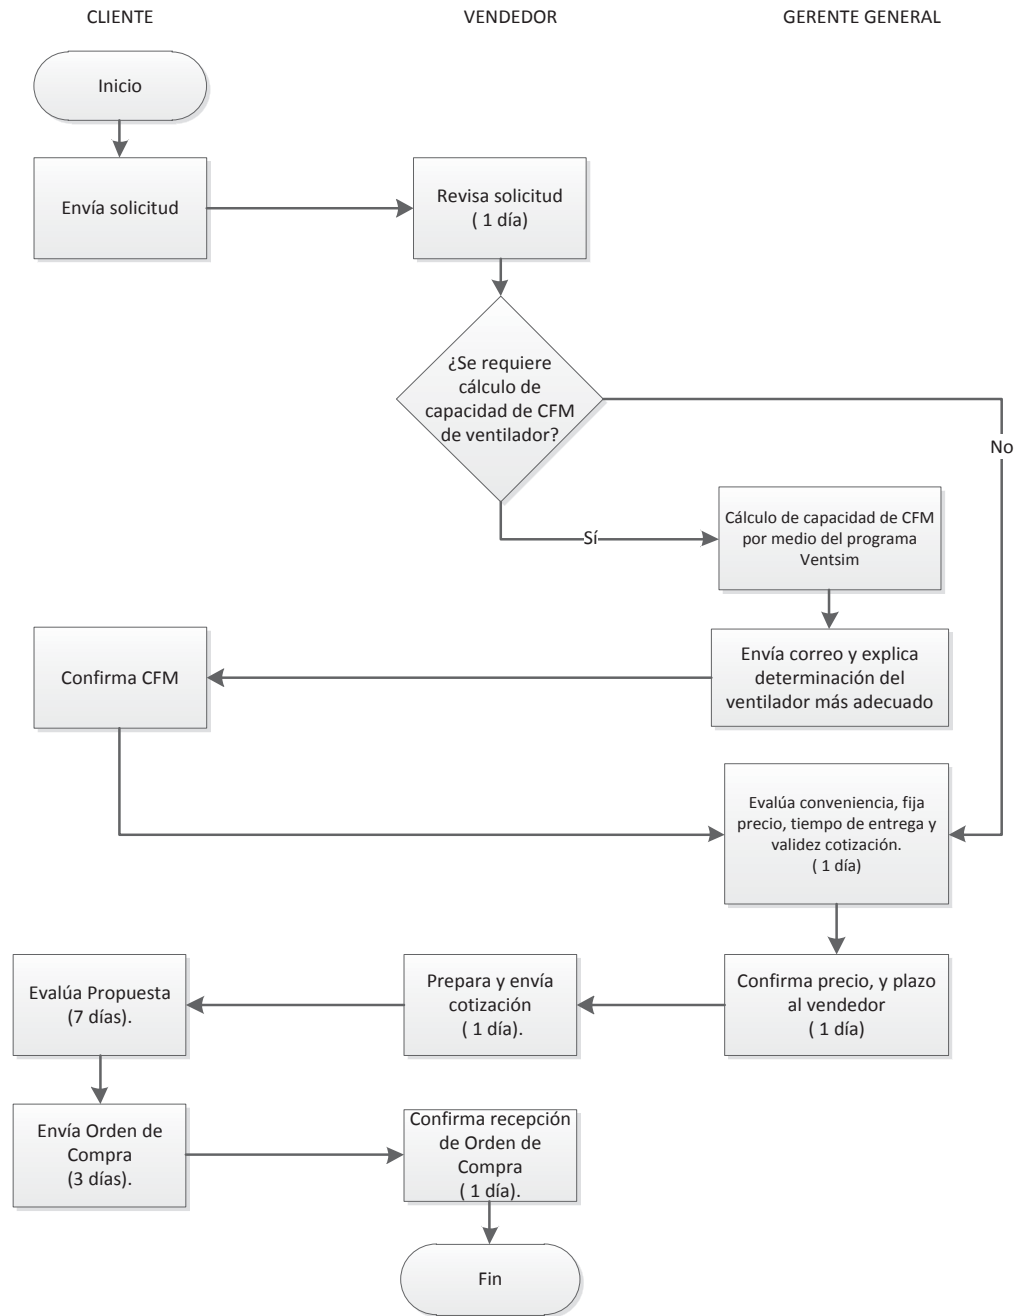 CLIENTE
VENDEDOR
GERENTE GENERAL
Inicio
Envía solicitud
Revisa solicitud
( 1 día)
¿Se requiere
cálculo de
capacidad de CFM
de ventilador?
No
Sí
Cálculo de capacidad de CFM
por medio del programa
Ventsim
Envía correo y explica
determinación del
ventilador más adecuado
Confirma CFM
Evalúa conveniencia, fija
precio, tiempo de entrega y
validez cotización.
( 1 día)
Confirma precio, y plazo
al vendedor
( 1 día)
Prepara y envía
cotización
( 1 día).
Evalúa Propuesta
(7 días).
Envía Orden de
Compra
(3 días).
Confirma recepción
de Orden de
Compra
( 1 día).
Fin